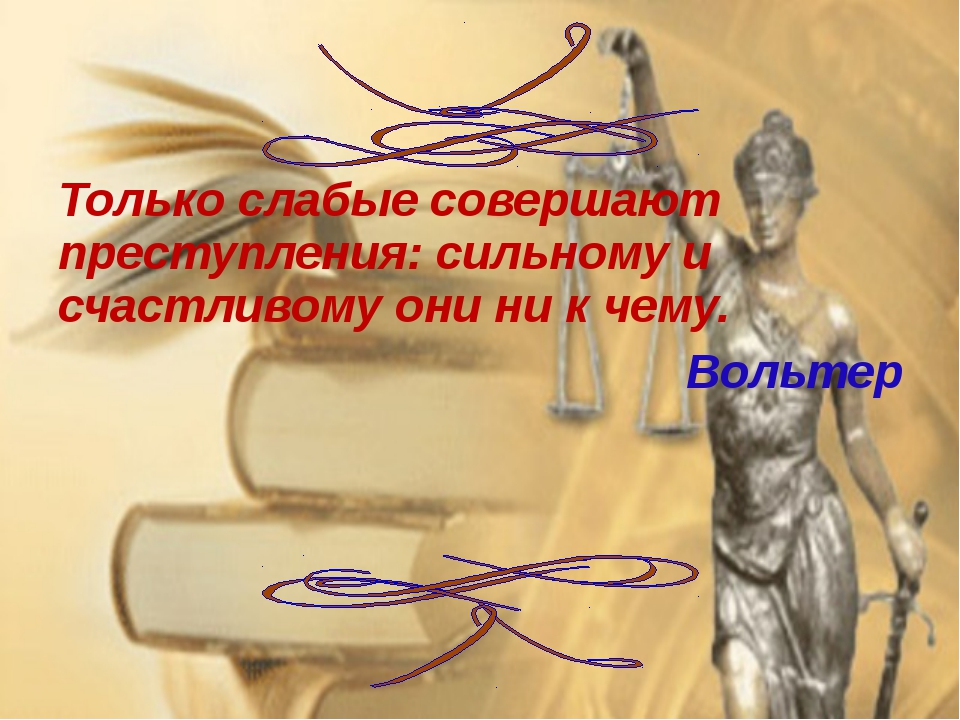 Только слабые совершают
преступления: сильному и
счастливому они ни к чему.
Вольтер